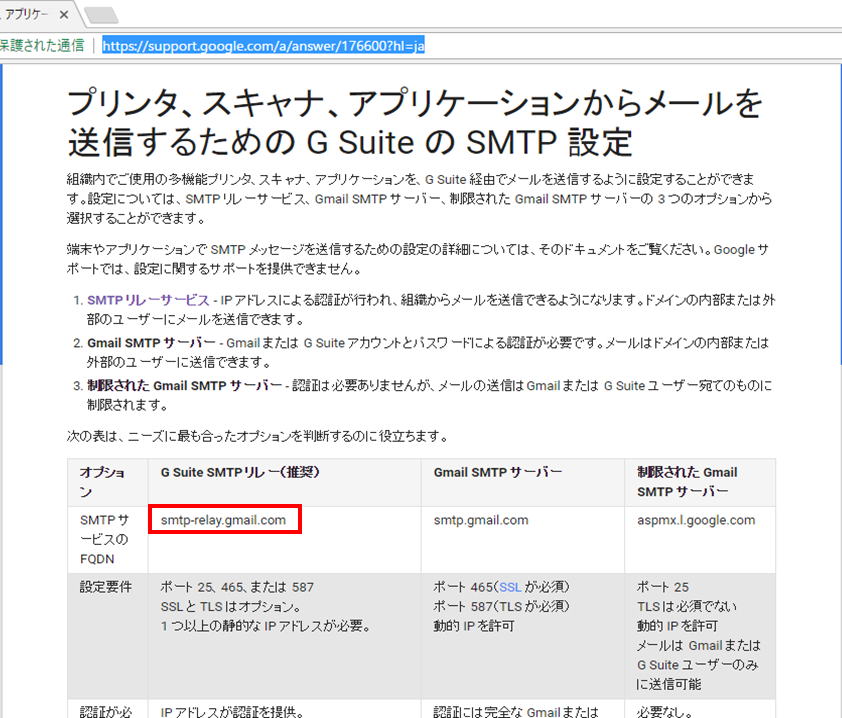 アプリケー ×
保護された通信 | https://support.google.com/a/answer/176600?hl=ja
プリンタ、スキャナ、アプリケーションからメールを
送信するための G Suite の SMTP 設定
組織内でご使用の多機能プリンタ、スキャナ、アプリケーションを、G Suite 経由でメールを送信するように設定することができま
す。設定については、SMTP リレーサービス、Gmail SMTP サーバー、制限された Gmail SMTP サーバーの 3 つのオプションから
選択することができます。
端末やアプリケーションで SMTP メッセージを送信するための設定の詳細については、そのドキュメントをご覧ください。Google サ
ポートでは、設定に関するサポートを提供できません。
1. SMTP リレーサービス - IP アドレスによる認証が行われ、組織からメールを送信できるようになります。ドメインの内部または外
部のユーザーにメールを送信できます。
2. Gmail SMTP サーバー - Gmail または G Suite アカウントとパスワードによる認証が必要です。メールはドメインの内部または
外部のユーザーに送信できます。
3. 制限された Gmail SMTP サーバー - 認証は必要ありませんが、メールの送信は Gmail または G Suite ユーザー宛てのものに
制限されます。
次の表は、ニーズに最も合ったオプションを判断するのに役立ちます。
オプショ
ン
G Suite SMTP リレー（推奨）
Gmail SMTP サーバー
制限された Gmail
SMTP サーバー
SMTP サ
ービスの
FQDN
smtp-relay.gmail.com
smtp.gmail.com
aspmx.l.google.com
設定要件
ポート 25、465、または 587
SSL と TLS はオプション。
1 つ以上の静的な IP アドレスが必要。
ポート 465（SSL が必須）
ポート 587（TLS が必須）
動的 IP を許可
ポート 25
TLS は必須でない
動的 IP を許可
メールは Gmail または
G Suite ユーザーのみ
に送信可能
認証が必
IP アドレスが認証を提供。
認証には完全な Gmail または
必要なし。